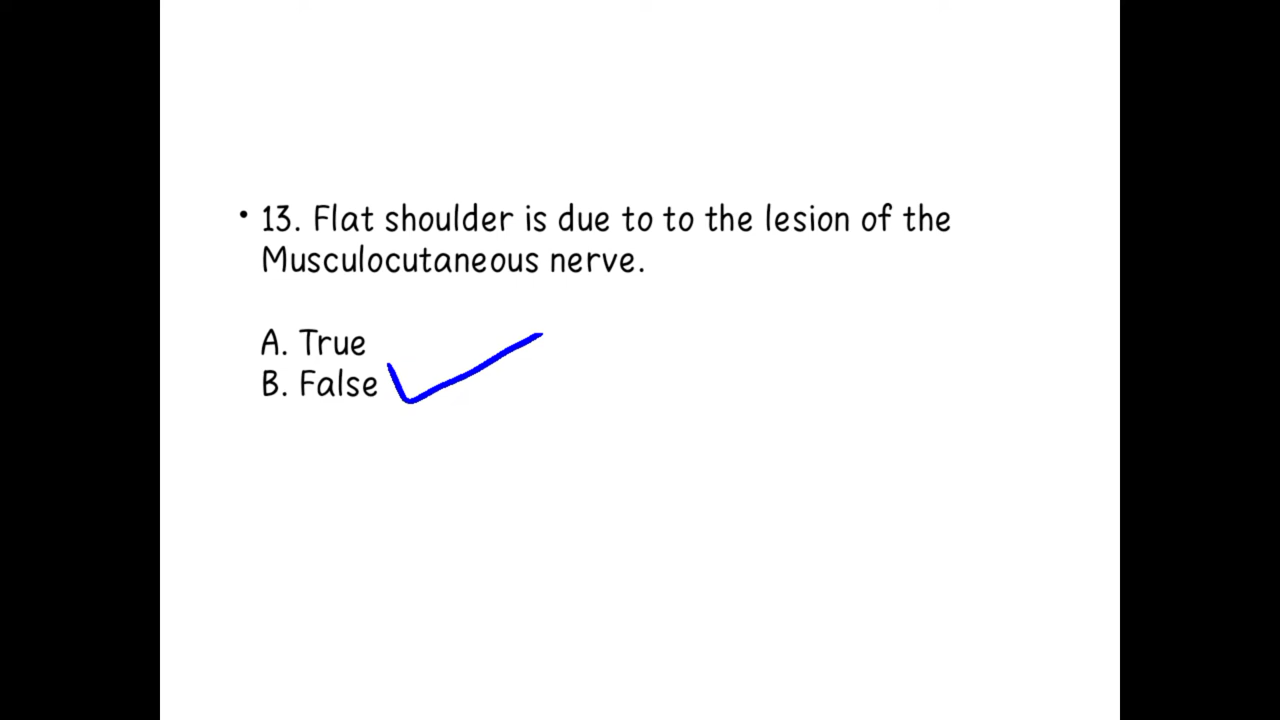 • 13. Flat shoulder is due to to the lesion of the
Musculocutaneous nerve.
A. True
B. False